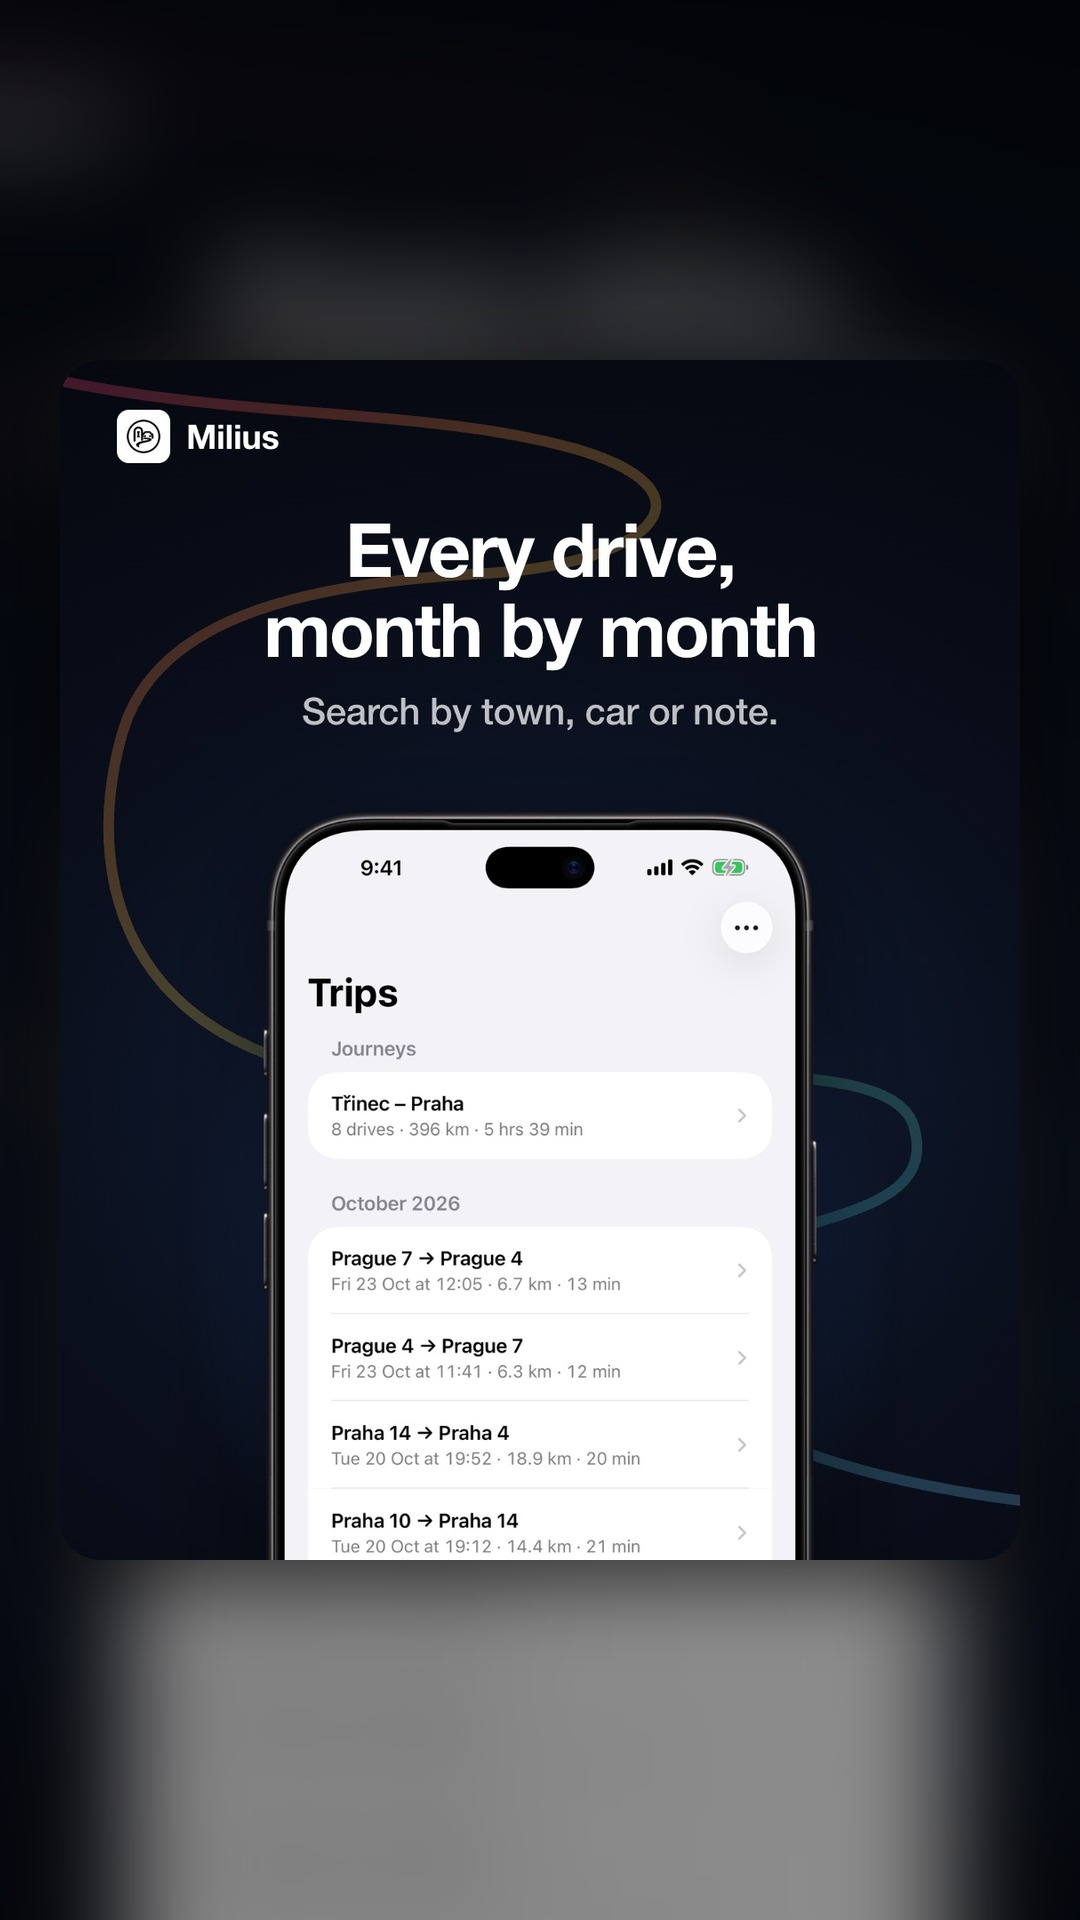 Milius
Every drive,
month by month
Search by town, car or note.
9:41
Trips
Journeys
Třinec – Praha
8 drives · 396 km · 5 hrs 39 min
October 2026
Prague 7 → Prague 4
Fri 23 Oct at 12:05 · 6.7 km · 13 min
Prague 4 → Prague 7
Fri 23 Oct at 11:41 · 6.3 km · 12 min
Praha 14 → Praha 4
Tue 20 Oct at 19:52 · 18.9 km · 20 min
Praha 10 → Praha 14
Tue 20 Oct at 19:12 · 14.4 km · 21 min